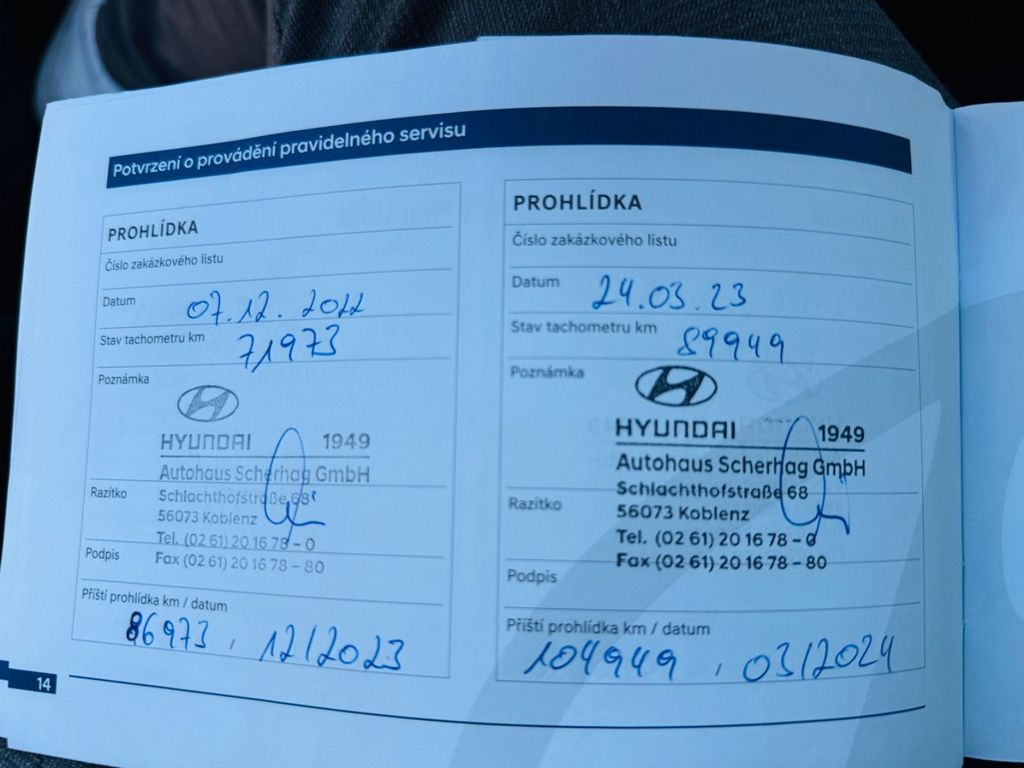 Potvrzení o provádění pravidelného servisu
PROHLÍDKA
Číslo zakázkového listu
Datum 07.12.2022
Stav tachometru km 71973
Poznámka
HYUNDAI 1949
Autohaus Scherhag GmbH
Razítko
Schlachthofstraße 68
56073 Koblenz
Tel. (02 61) 20 16 78 – 0
Podpis
Fax (02 61) 20 16 78 – 80
Příští prohlídka km / datum
86973, 12/2023
PROHLÍDKA
Číslo zakázkového listu
Datum 24.03.23
Stav tachometru km 89949
Poznámka
HYUNDAI 1949
Autohaus Scherhag GmbH
Schlachthofstraße 68
Razítko
56073 Koblenz
Tel. (02 61) 20 16 78 – 0
Fax (02 61) 20 16 78 – 80
Podpis
Příští prohlídka km / datum
104949, 03/2024
14